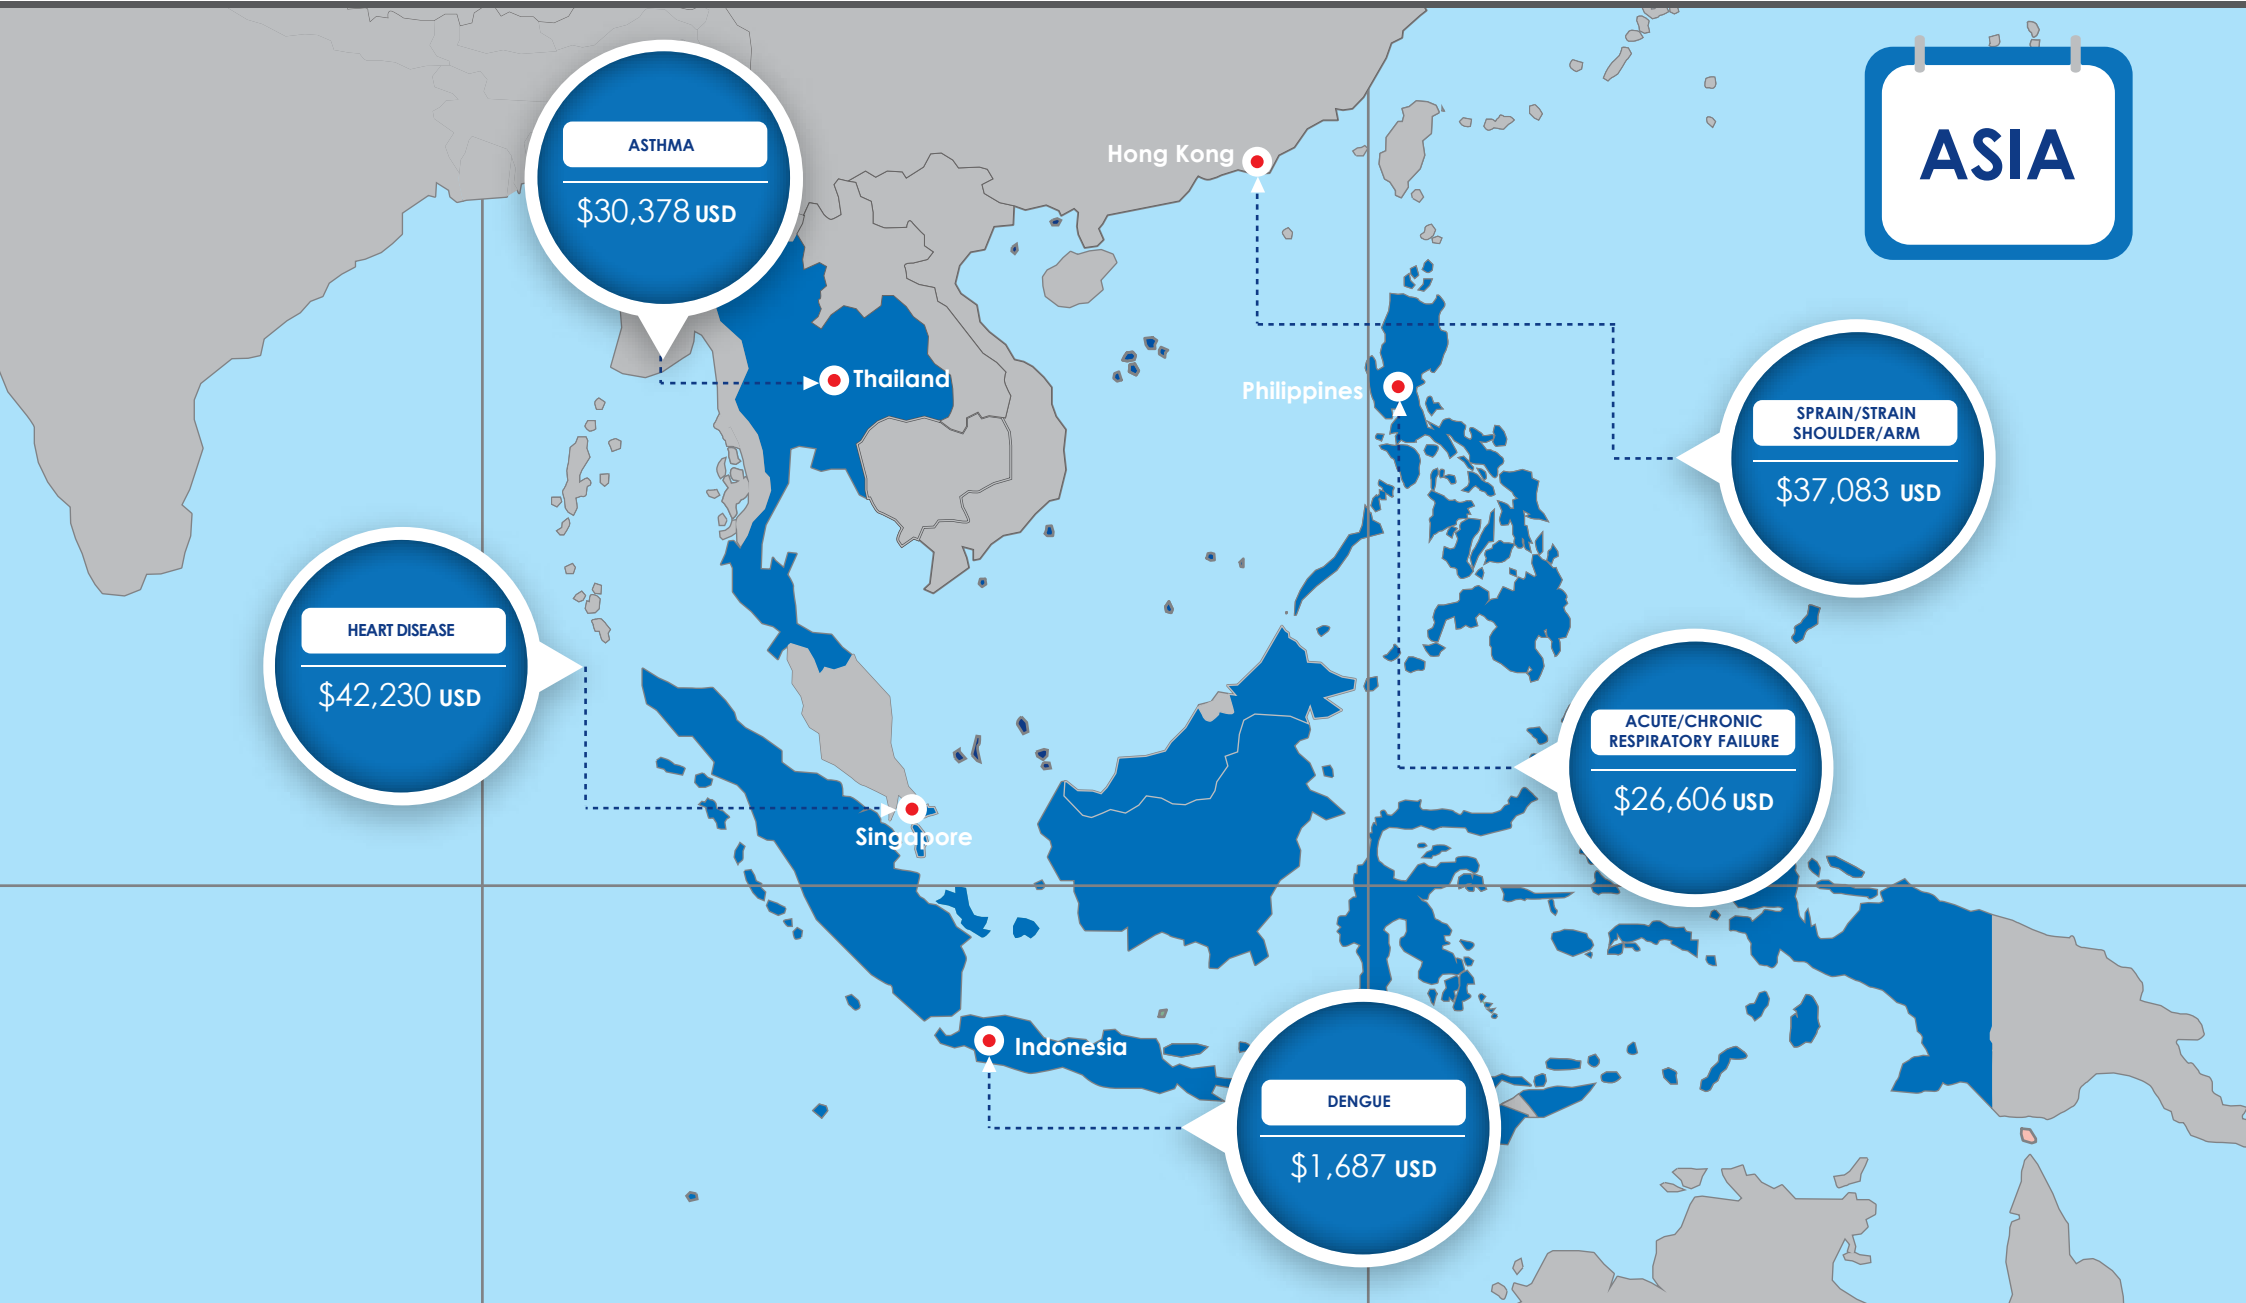 ASIA
ASTHMA
$30,378 USD
Hong Kong
Thailand
Philippines
SPRAIN/STRAIN
SHOULDER/ARM
$37,083 USD
HEART DISEASE
$42,230 USD
ACUTE/CHRONIC
RESPIRATORY FAILURE
$26,606 USD
Singapore
Indonesia
DENGUE
$1,687 USD